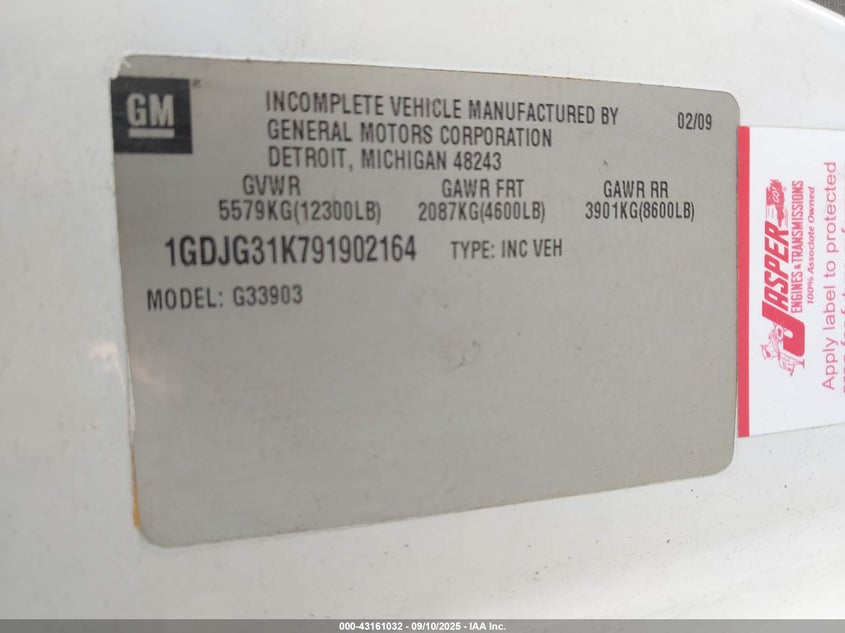 GM
INCOMPLETE VEHICLE MANUFACTURED BY
GENERAL MOTORS CORPORATION
DETROIT, MICHIGAN 48243
02/09
GVWR GAWR FRT GAWR RR
5579KG(12300LB) 2087KG(4600LB) 3901KG(8600LB)
1GDJG31K791902164 TYPE: INC VEH
MODEL: G33903
JASPER
ENGINES & TRANSMISSIONS
100% Associate Owned
Apply label to protected
000-43161032 - 09/10/2025 - IAA Inc.